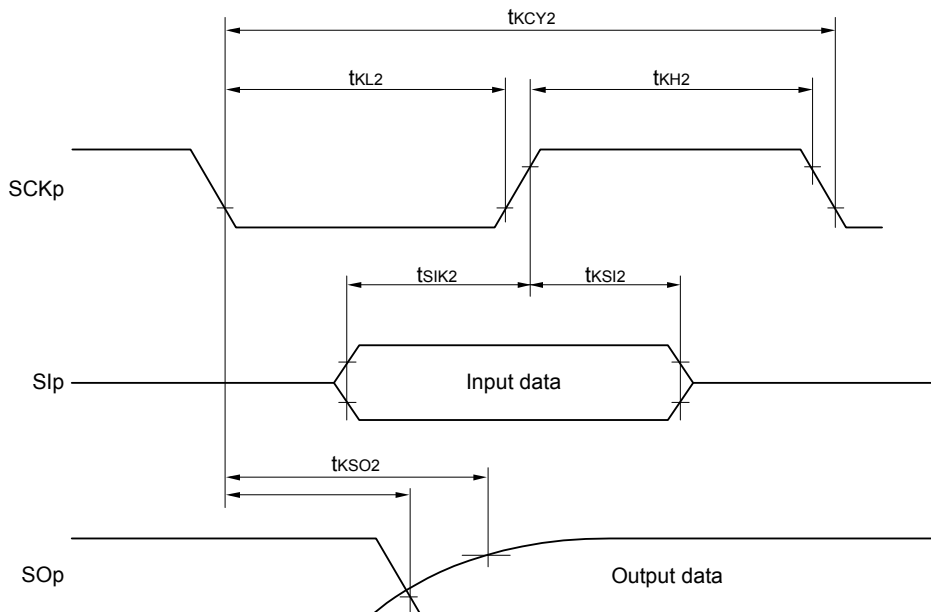 tKCY2
tKL2
tKH2
SCKp
tSIK2
tKSI2
SIp
Input data
tKSO2
SOp
Output data